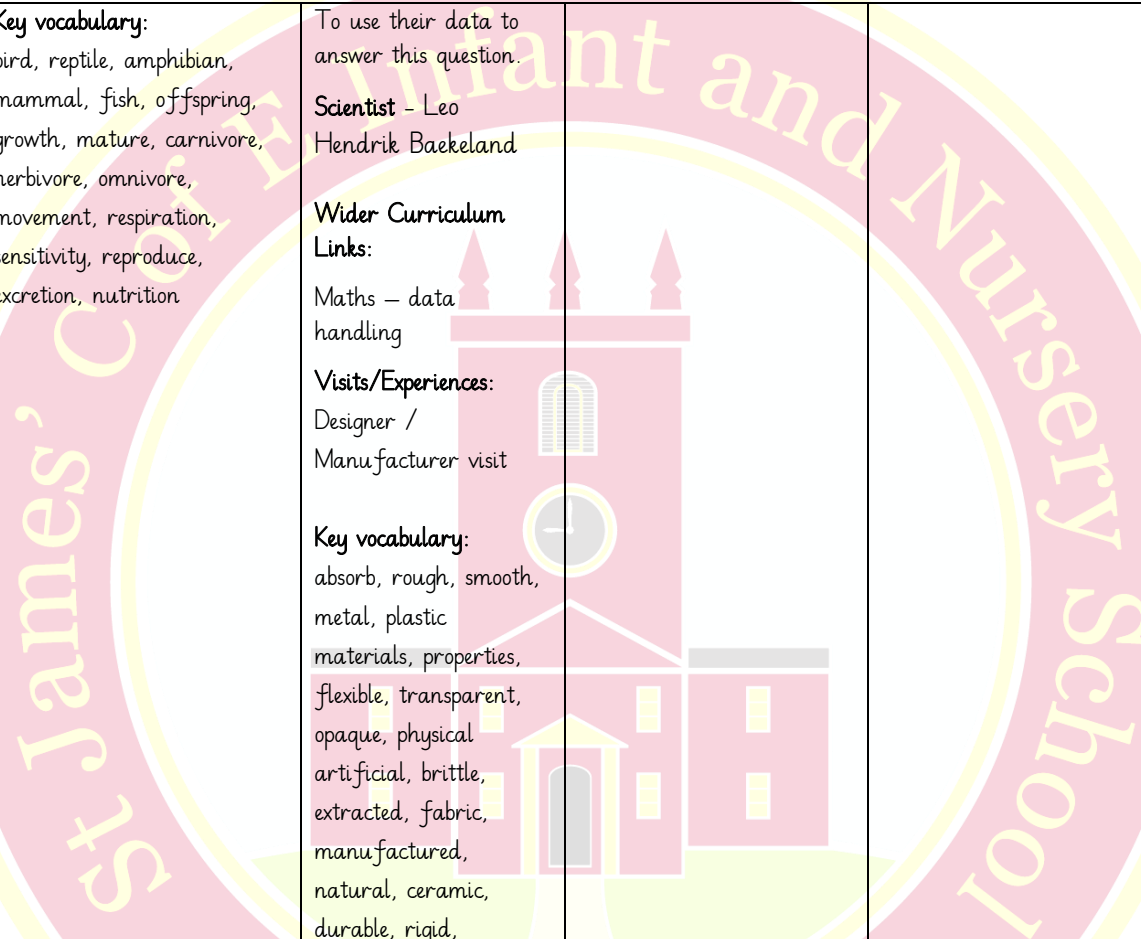 Key vocabulary:
bird, reptile, amphibian,
mammal, fish, offspring,
growth, mature, carnivore,
herbivore, omnivore,
movement, respiration,
sensitivity, reproduce,
excretion, nutrition
To use their data to
answer this question.
Scientist – Leo
Hendrik Baekeland
Wider Curriculum
Links:
Maths – data
handling
Visits/Experiences:
Designer /
Manufacturer visit
Key vocabulary:
absorb, rough, smooth,
metal, plastic
materials, properties,
flexible, transparent,
opaque, physical
artificial, brittle,
extracted, fabric,
manufactured,
natural, ceramic,
durable, rigid,
St James’ C of E Infant and Nursery School